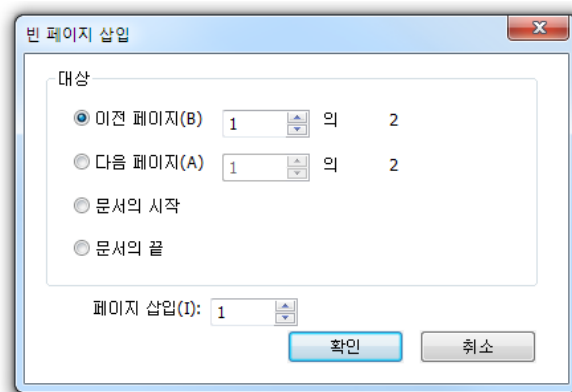 빈 페이지 삽입
대상
이전 페이지(B) 1 의 2
다음 페이지(A) 1 의 2
문서의 시작
문서의 끝
페이지 삽입(I): 1
확인 취소